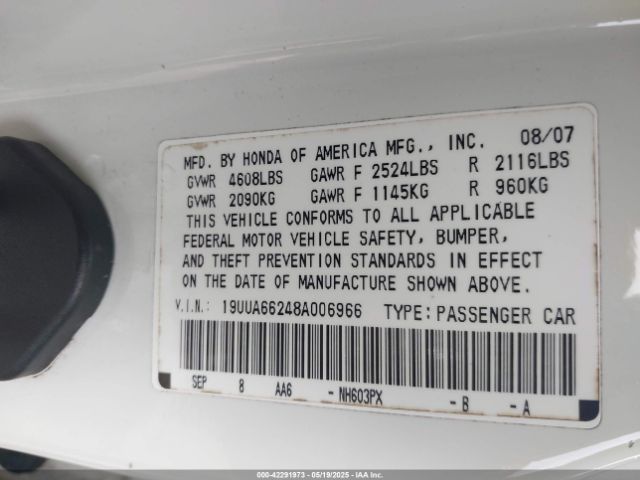 MFD. BY HONDA OF AMERICA MFG., INC. 08/07
GVWR 4608LBS GAWR F 2524LBS R 2116LBS
GVWR 2090KG GAWR F 1145KG R 960KG
THIS VEHICLE CONFORMS TO ALL APPLICABLE
FEDERAL MOTOR VEHICLE SAFETY, BUMPER,
AND THEFT PREVENTION STANDARDS IN EFFECT
ON THE DATE OF MANUFACTURE SHOWN ABOVE.
V.I.N.: 19UUA66248A006966 TYPE: PASSENGER CAR
SEP 8 AA6 - NH603PX - B - A
000-42291973 - 05/19/2025 - IAAI.COM